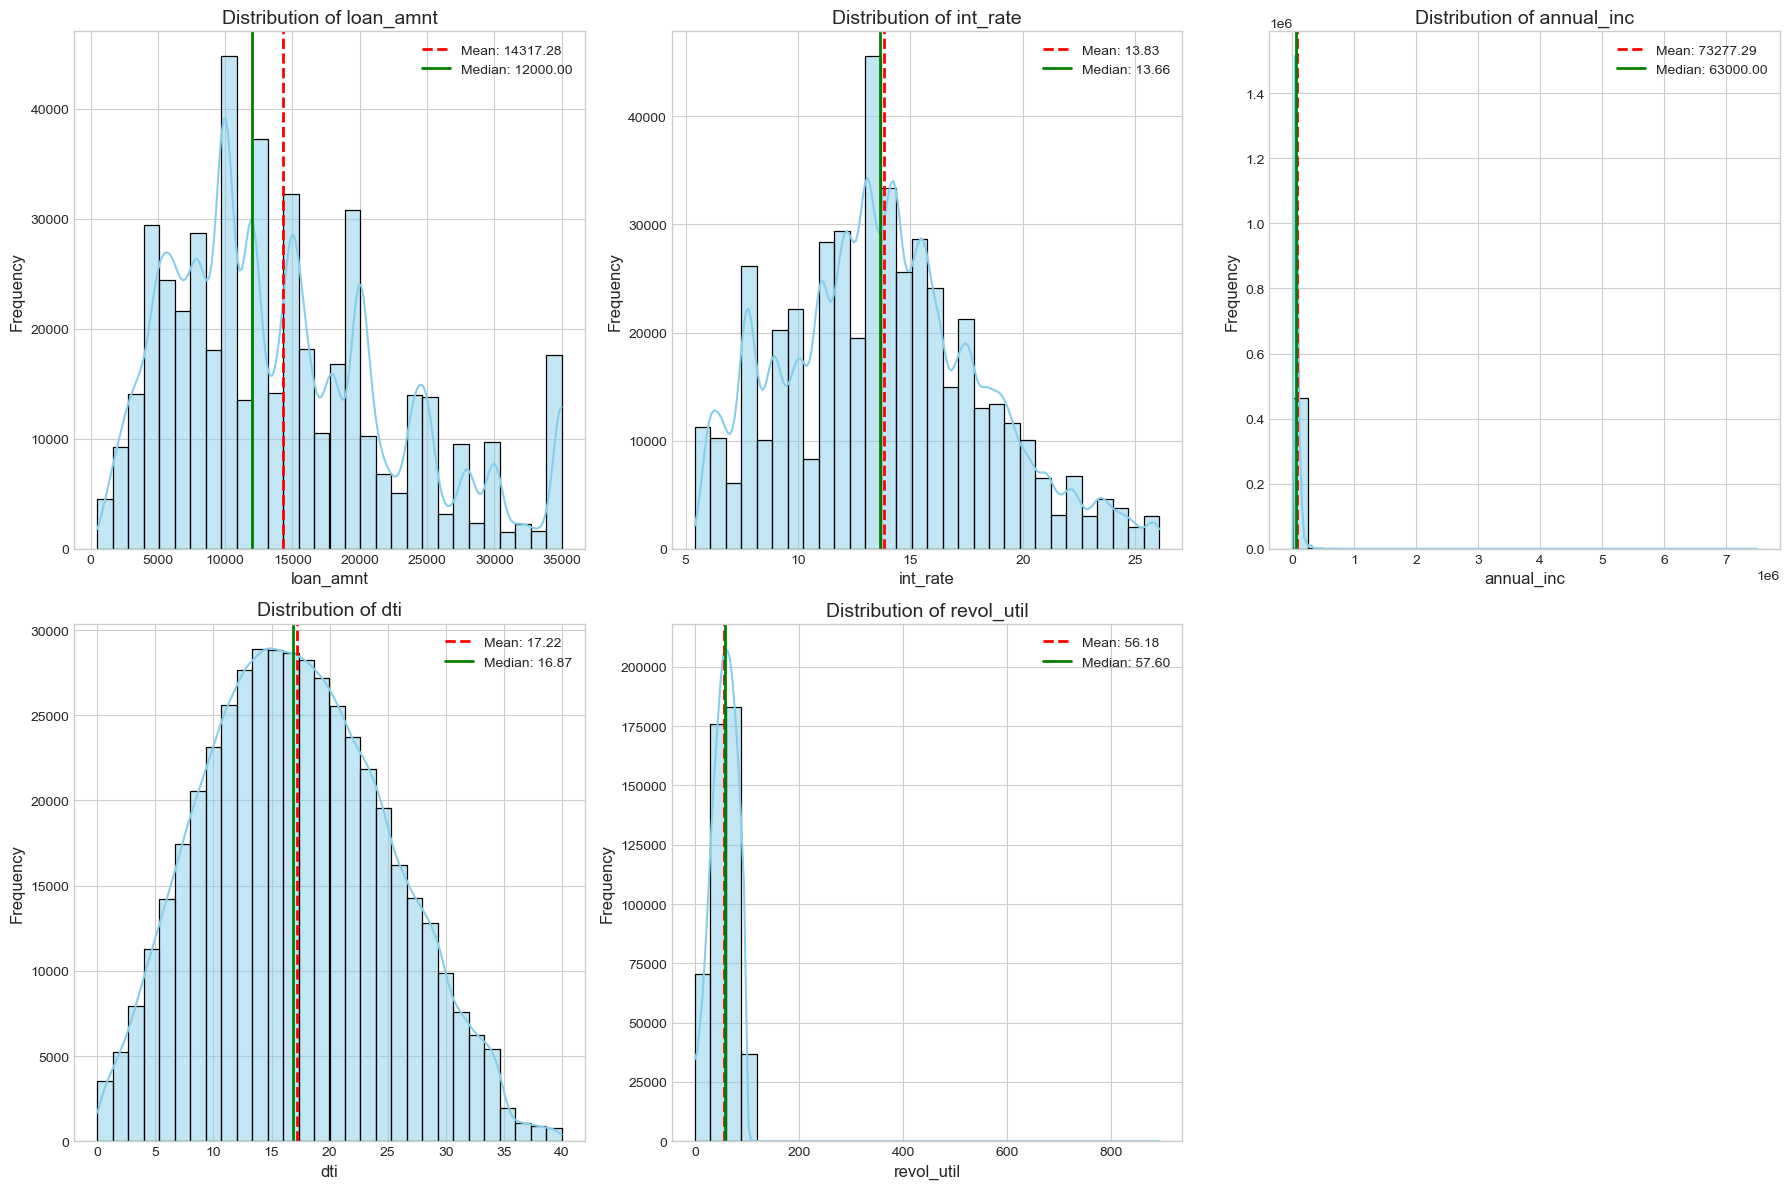 Distribution of loan_amnt
Mean: 14317.28
Median: 12000.00
40000
30000
20000
10000
0
Frequency
0 5000 10000 15000 20000 25000 30000 35000
loan_amnt
Distribution of int_rate
Mean: 13.83
Median: 13.66
40000
30000
20000
10000
0
Frequency
5 10 15 20 25
int_rate
Distribution of annual_inc
1e6
Mean: 73277.29
Median: 63000.00
1.4
1.2
1.0
0.8
0.6
0.4
0.2
0.0
Frequency
0 1 2 3 4 5 6 7
1e6
annual_inc
Distribution of dti
Mean: 17.22
Median: 16.87
30000
25000
20000
15000
10000
5000
0
Frequency
0 5 10 15 20 25 30 35 40
dti
Distribution of revol_util
Mean: 56.18
Median: 57.60
200000
175000
150000
125000
100000
75000
50000
25000
0
Frequency
0 200 400 600 800
revol_util